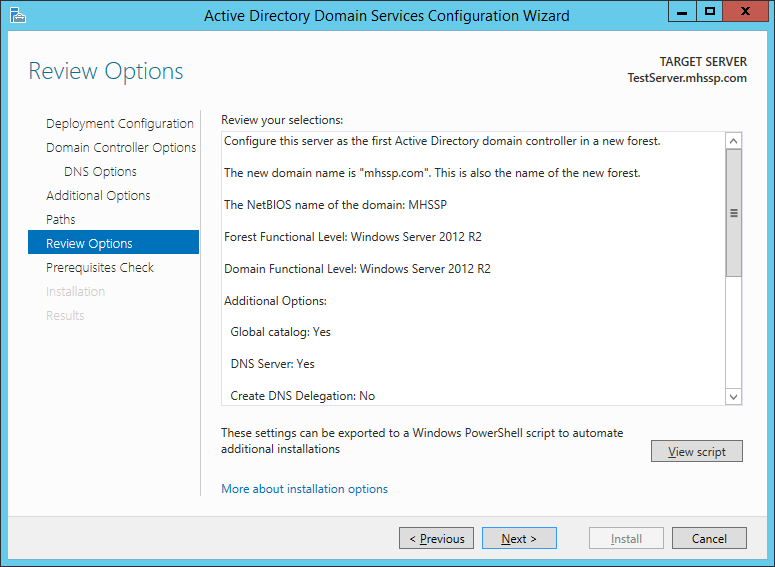 Active Directory Domain Services Configuration Wizard
Review Options
TARGET SERVER
TestServer.mhssp.com
Deployment Configuration
Domain Controller Options
DNS Options
Additional Options
Paths
Review Options
Prerequisites Check
Installation
Results
Review your selections:
Configure this server as the first Active Directory domain controller in a new forest.
The new domain name is "mhssp.com". This is also the name of the new forest.
The NetBIOS name of the domain: MHSSP
Forest Functional Level: Windows Server 2012 R2
Domain Functional Level: Windows Server 2012 R2
Additional Options:
Global catalog: Yes
DNS Server: Yes
Create DNS Delegation: No
These settings can be exported to a Windows PowerShell script to automate
additional installations
View script
More about installation options
< Previous
Next >
Install
Cancel